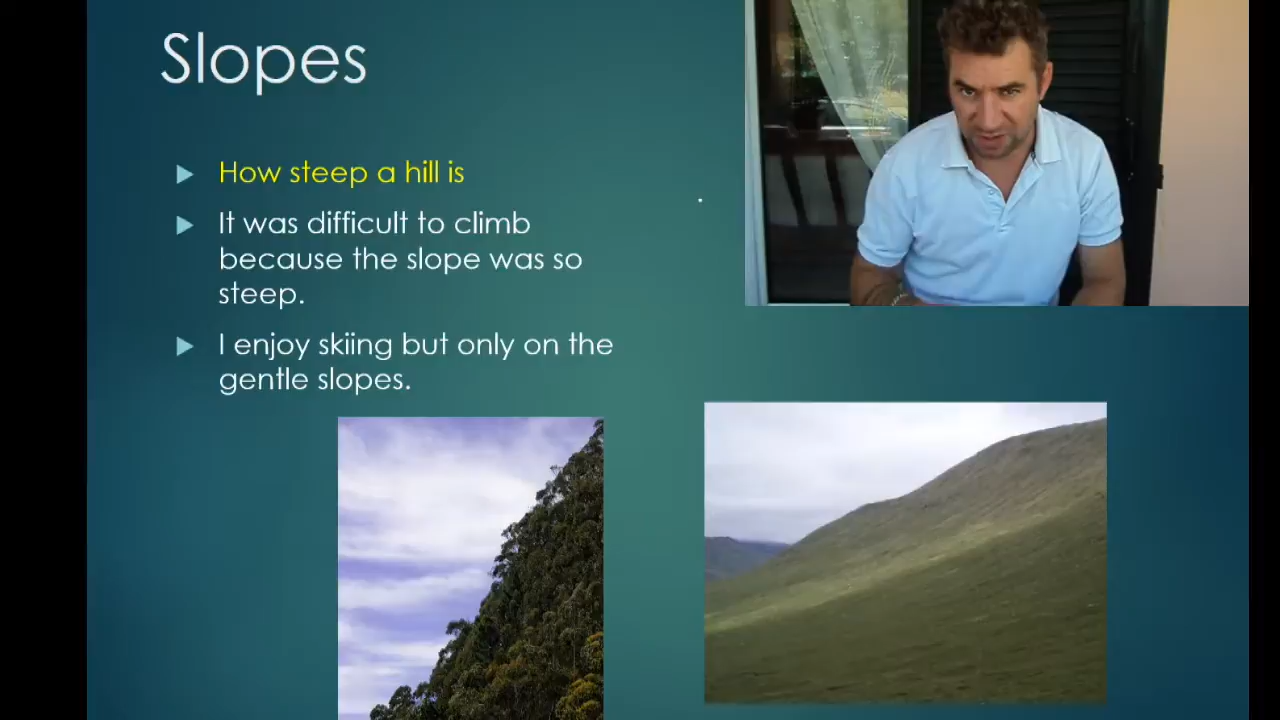 Slopes
How steep a hill is
It was difficult to climb
because the slope was so
steep.
I enjoy skiing but only on the
gentle slopes.